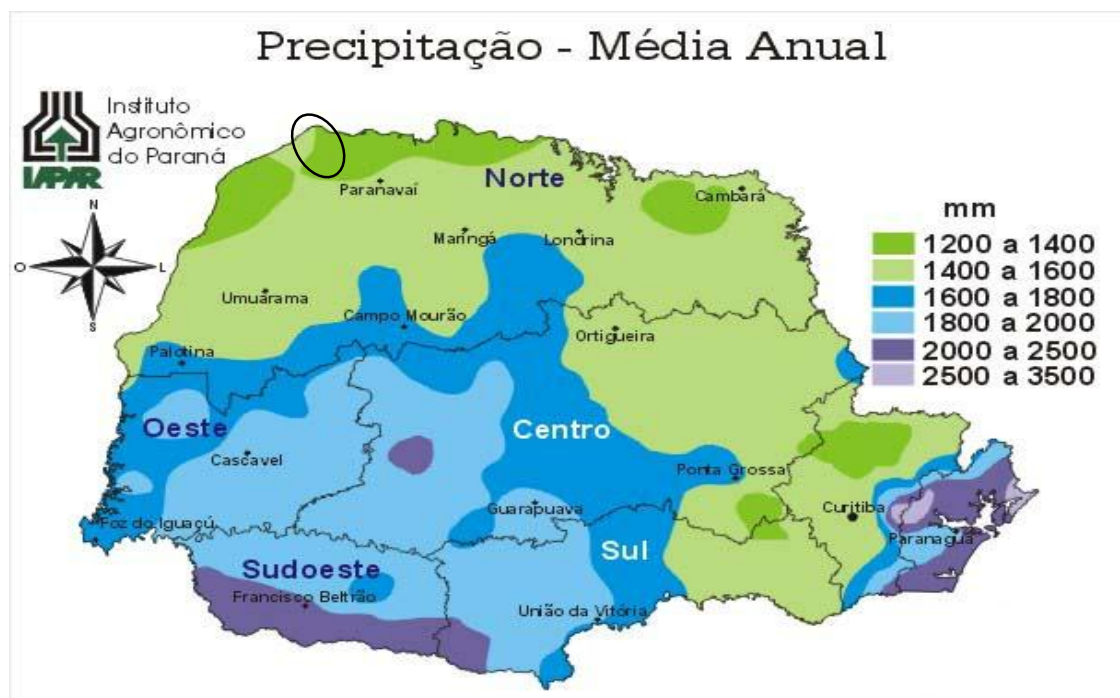 Precipitação - Média Anual
Instituto
Agronômico
do Paraná
IAPAR
N
O
L
S
Paranavaí
Norte
Cambará
Maringá
Londrina
Umuarama
Campo Mourão
Ortigueira
Palotina
Oeste
Centro
Cascavel
Ponta Grossa
Guarapuava
Curitiba
Foz do Iguaçú
Paranaguá
Sul
Sudoeste
Francisco Beltrão
União da Vitória
mm
1200 a 1400
1400 a 1600
1600 a 1800
1800 a 2000
2000 a 2500
2500 a 3500